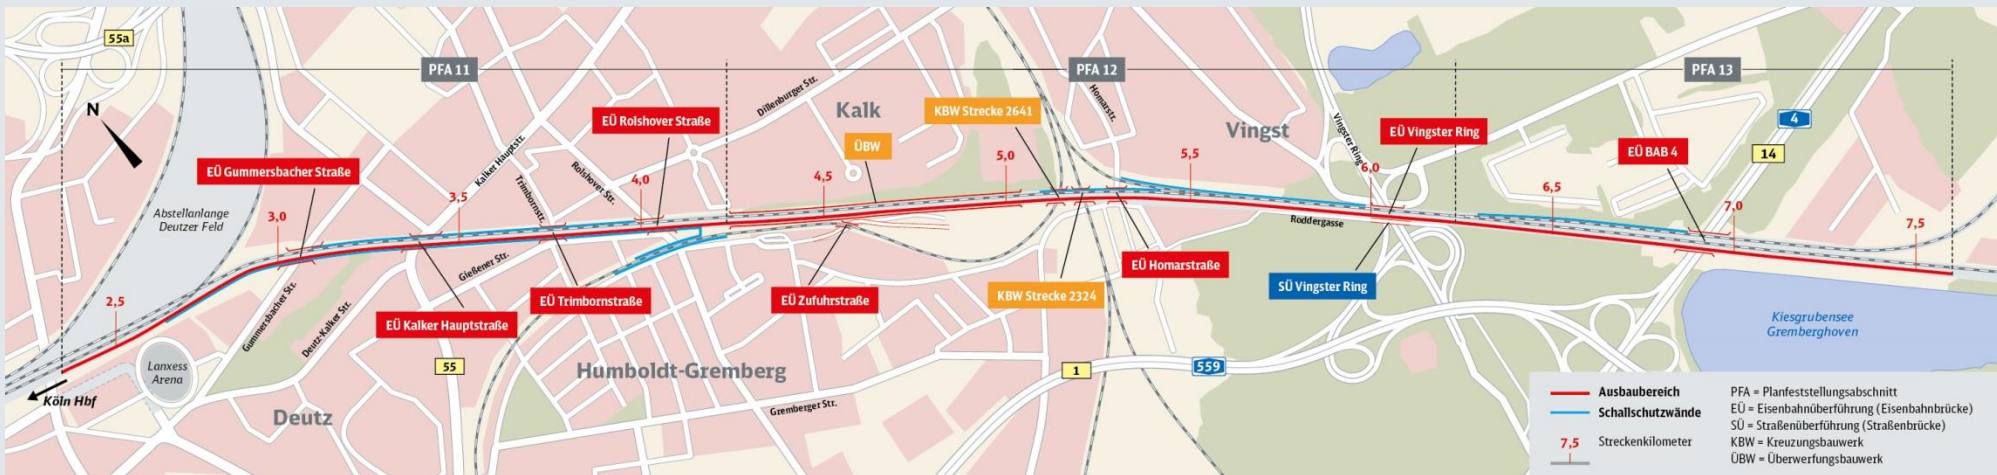 55a
PFA 11
PFA 12
PFA 13
N
Dillenburger Str.
Kalk
Homarstr.
Vingst
Vingster Ring
4
14
KBW Strecke 2641
EÜ Rolshover Straße
ÜBW
EÜ Vingster Ring
EÜ BAB 4
EÜ Gummersbacher Straße
Kalker Hauptstr.
Rolshover Str.
Trimbornstr.
Abstellanlange
Deutzer Feld
2,5
3,0
3,5
4,0
4,5
5,0
5,5
6,0
6,5
7,0
7,5
Roddergasse
Gießener Str.
Gummersbacher Str.
Deutz-Kalker Str.
EÜ Kalker Hauptstraße
EÜ Trimbornstraße
EÜ Zufuhrstraße
KBW Strecke 2324
EÜ Homarstraße
SÜ Vingster Ring
Kiesgrubensee
Gremberghoven
Lanxess
Arena
55
Humboldt-Gremberg
1
559
Köln Hbf
Deutz
Gremberger Str.
Ausbaubereich
Schallschutzwände
7,5 Streckenkilometer
PFA = Planfeststellungsabschnitt
EÜ = Eisenbahnüberführung (Eisenbahnbrücke)
SÜ = Straßenüberführung (Straßenbrücke)
KBW = Kreuzungsbauwerk
ÜBW = Überwerfungsbauwerk